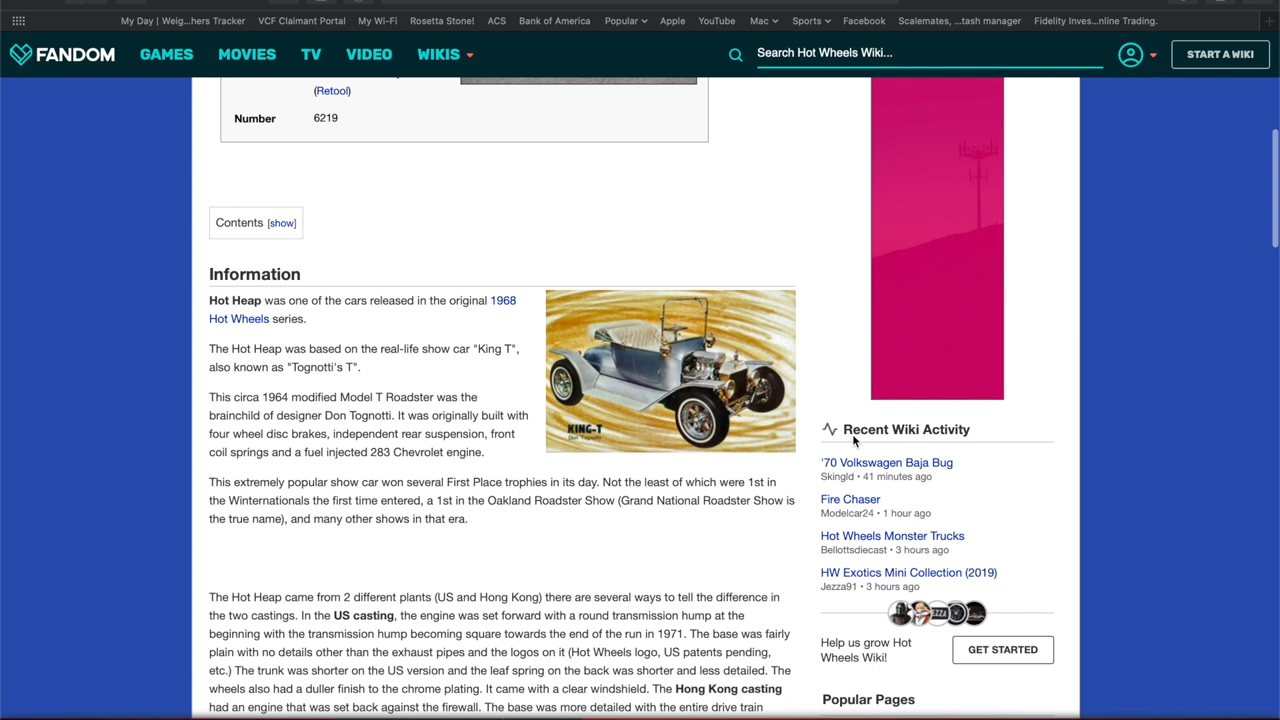 My Day | Weig...hers Tracker VCF Claimant Portal My Wi-Fi Rosetta Stone! ACS Bank of America Popular Apple YouTube Mac Sports Facebook Scalemates, ...tash manager Fidelity Inves...nline Trading.
FANDOM GAMES MOVIES TV VIDEO WIKIS Search Hot Wheels Wiki... START A WIKI
(Retool)
Number 6219
Contents [show]
Information
Hot Heap was one of the cars released in the original 1968
Hot Wheels series.
The Hot Heap was based on the real-life show car "King T",
also known as "Tognotti's T".
This circa 1964 modified Model T Roadster was the
brainchild of designer Don Tognotti. It was originally built with
four wheel disc brakes, independent rear suspension, front
coil springs and a fuel injected 283 Chevrolet engine.
KING-T
Don Tognotti
This extremely popular show car won several First Place trophies in its day. Not the least of which were 1st in
the Winternationals the first time entered, a 1st in the Oakland Roadster Show (Grand National Roadster Show is
the true name), and many other shows in that era.
The Hot Heap came from 2 different plants (US and Hong Kong) there are several ways to tell the difference in
the two castings. In the US casting, the engine was set forward with a round transmission hump at the
beginning with the transmission hump becoming square towards the end of the run in 1971. The base was fairly
plain with no details other than the exhaust pipes and the logos on it (Hot Wheels logo, US patents pending,
etc.) The trunk was shorter on the US version and the leaf spring on the back was shorter and less detailed. The
wheels also had a duller finish to the chrome plating. It came with a clear windshield. The Hong Kong casting
had an engine that was set back against the firewall. The base was more detailed with the entire drive train
Recent Wiki Activity
'70 Volkswagen Baja Bug
Skingld • 41 minutes ago
Fire Chaser
Modelcar24 • 1 hour ago
Hot Wheels Monster Trucks
Bellottsdiecast • 3 hours ago
HW Exotics Mini Collection (2019)
Jezza91 • 3 hours ago
Help us grow Hot
Wheels Wiki!
GET STARTED
Popular Pages